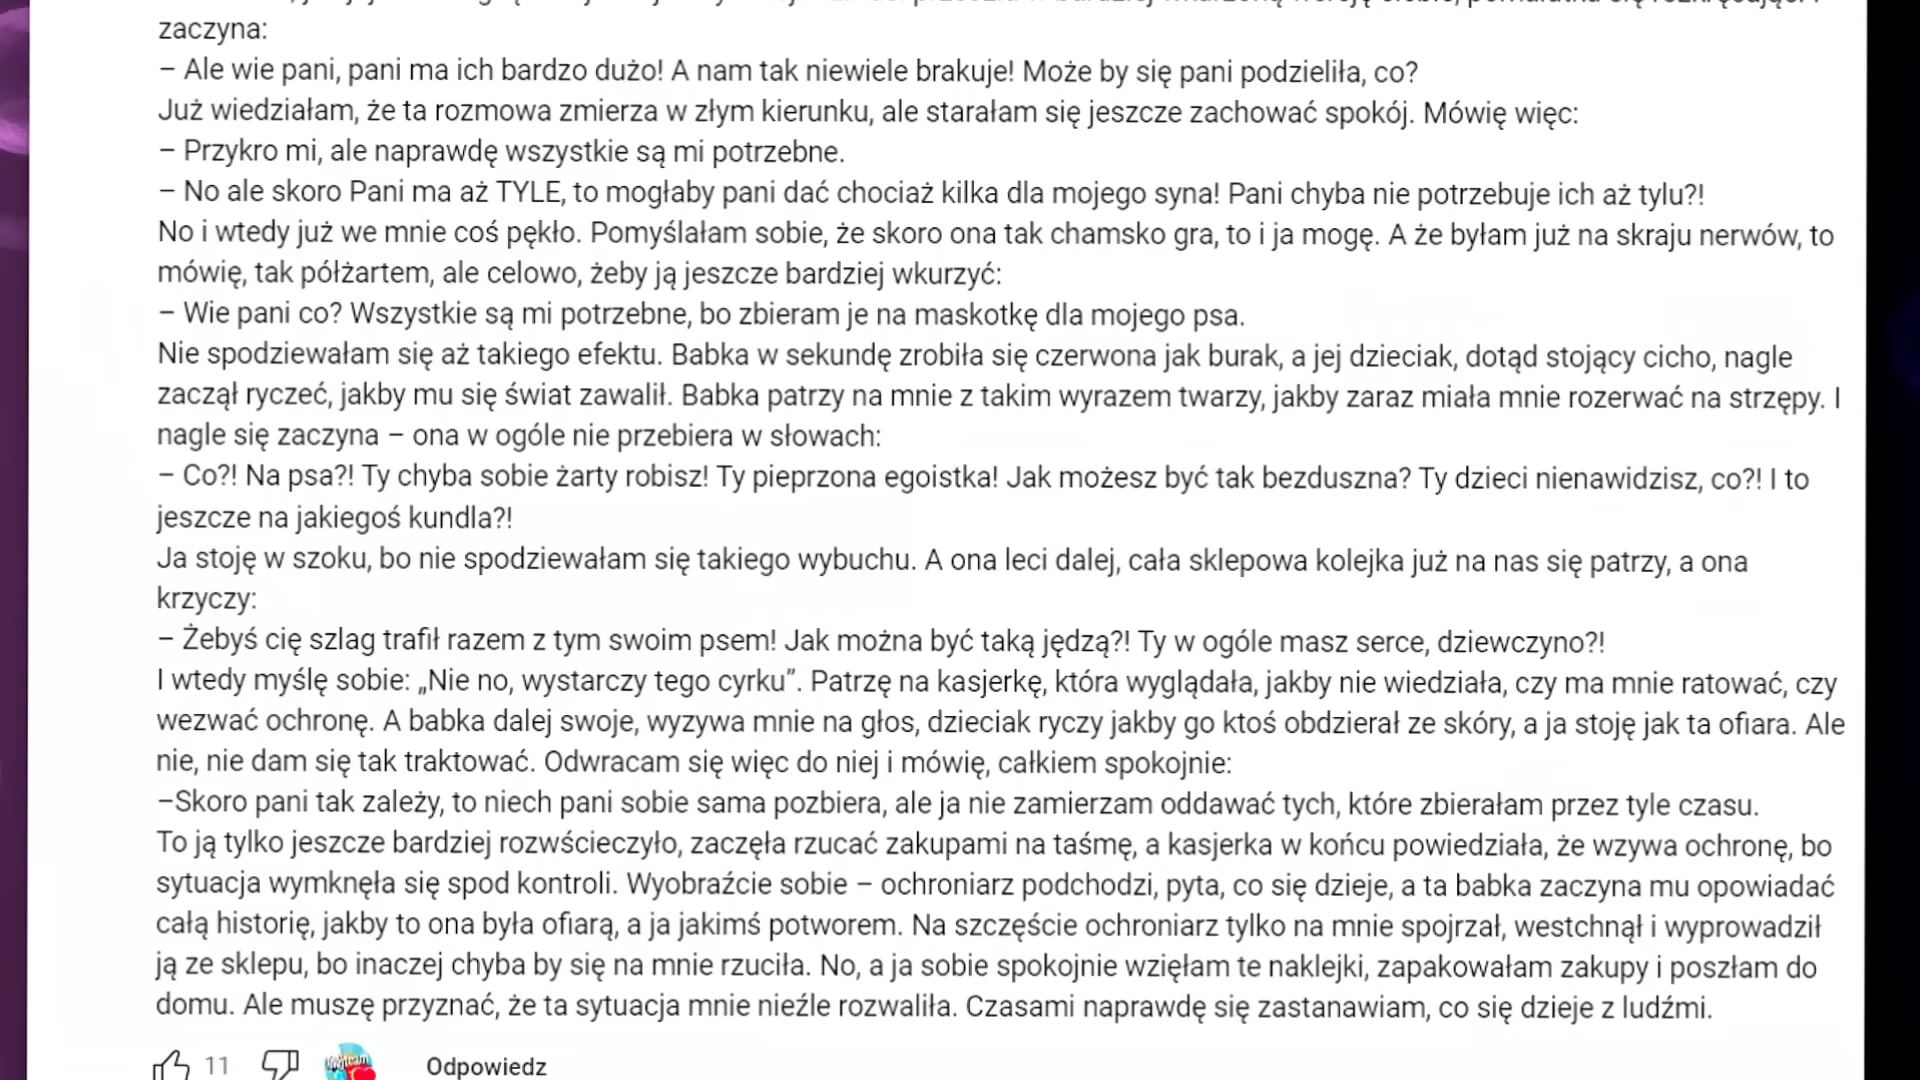 zaczyna:
– Ale wie pani, pani ma ich bardzo dużo! A nam tak niewiele brakuje! Może by się pani podzieliła, co?
Już wiedziałam, że ta rozmowa zmierza w złym kierunku, ale starałam się jeszcze zachować spokój. Mówię więc:
– Przykro mi, ale naprawdę wszystkie są mi potrzebne.
– No ale skoro Pani ma aż TYLE, to mogłaby pani dać chociaż kilka dla mojego syna! Pani chyba nie potrzebuje ich aż tylu?!
No i wtedy już we mnie coś pękło. Pomyślałam sobie, że skoro ona tak chamsko gra, to i ja mogę. A że byłam już na skraju nerwów, to
mówię, tak półżartem, ale celowo, żeby ją jeszcze bardziej wkurzyć:
– Wie pani co? Wszystkie są mi potrzebne, bo zbieram je na maskotkę dla mojego psa.
Nie spodziewałam się aż takiego efektu. Babka w sekundę zrobiła się czerwona jak burak, a jej dzieciak, dotąd stojący cicho, nagle
zaczął ryczeć, jakby mu się świat zawalił. Babka patrzy na mnie z takim wyrazem twarzy, jakby zaraz miała mnie rozerwać na strzępy. I
nagle się zaczyna – ona w ogóle nie przebiera w słowach:
– Co?! Na psa?! Ty chyba sobie żarty robisz! Ty pieprzona egoistka! Jak możesz być tak bezduszna? Ty dzieci nienawidzisz, co?! I to
jeszcze na jakiegoś kundla?!
Ja stoję w szoku, bo nie spodziewałam się takiego wybuchu. A ona leci dalej, cała sklepowa kolejka już na nas się patrzy, a ona
krzyczy:
– Żebyś cię szlag trafił razem z tym swoim psem! Jak można być taką jędzą?! Ty w ogóle masz serce, dziewczyno?!
I wtedy myślę sobie: „Nie no, wystarczy tego cyrku”. Patrzę na kasjerkę, która wyglądała, jakby nie wiedziała, czy ma mnie ratować, czy
wezwać ochronę. A babka dalej swoje, wyzywa mnie na głos, dzieciak ryczy jakby go ktoś obdzierał ze skóry, a ja stoję jak ta ofiara. Ale
nie, nie dam się tak traktować. Odwracam się więc do niej i mówię, całkiem spokojnie:
–Skoro pani tak zależy, to niech pani sobie sama pozbiera, ale ja nie zamierzam oddawać tych, które zbierałam przez tyle czasu.
To ją tylko jeszcze bardziej rozwścieczyło, zaczęła rzucać zakupami na taśmę, a kasjerka w końcu powiedziała, że wzywa ochronę, bo
sytuacja wymknęła się spod kontroli. Wyobraźcie sobie – ochroniarz podchodzi, pyta, co się dzieje, a ta babka zaczyna mu opowiadać
całą historię, jakby to ona była ofiarą, a ja jakimś potworem. Na szczęście ochroniarz tylko na mnie spojrzał, westchnął i wyprowadził
ją ze sklepu, bo inaczej chyba by się na mnie rzuciła. No, a ja sobie spokojnie wzięłam te naklejki, zapakowałam zakupy i poszłam do
domu. Ale muszę przyznać, że ta sytuacja mnie nieźle rozwaliła. Czasami naprawdę się zastanawiam, co się dzieje z ludźmi.
11 Odpowiedz